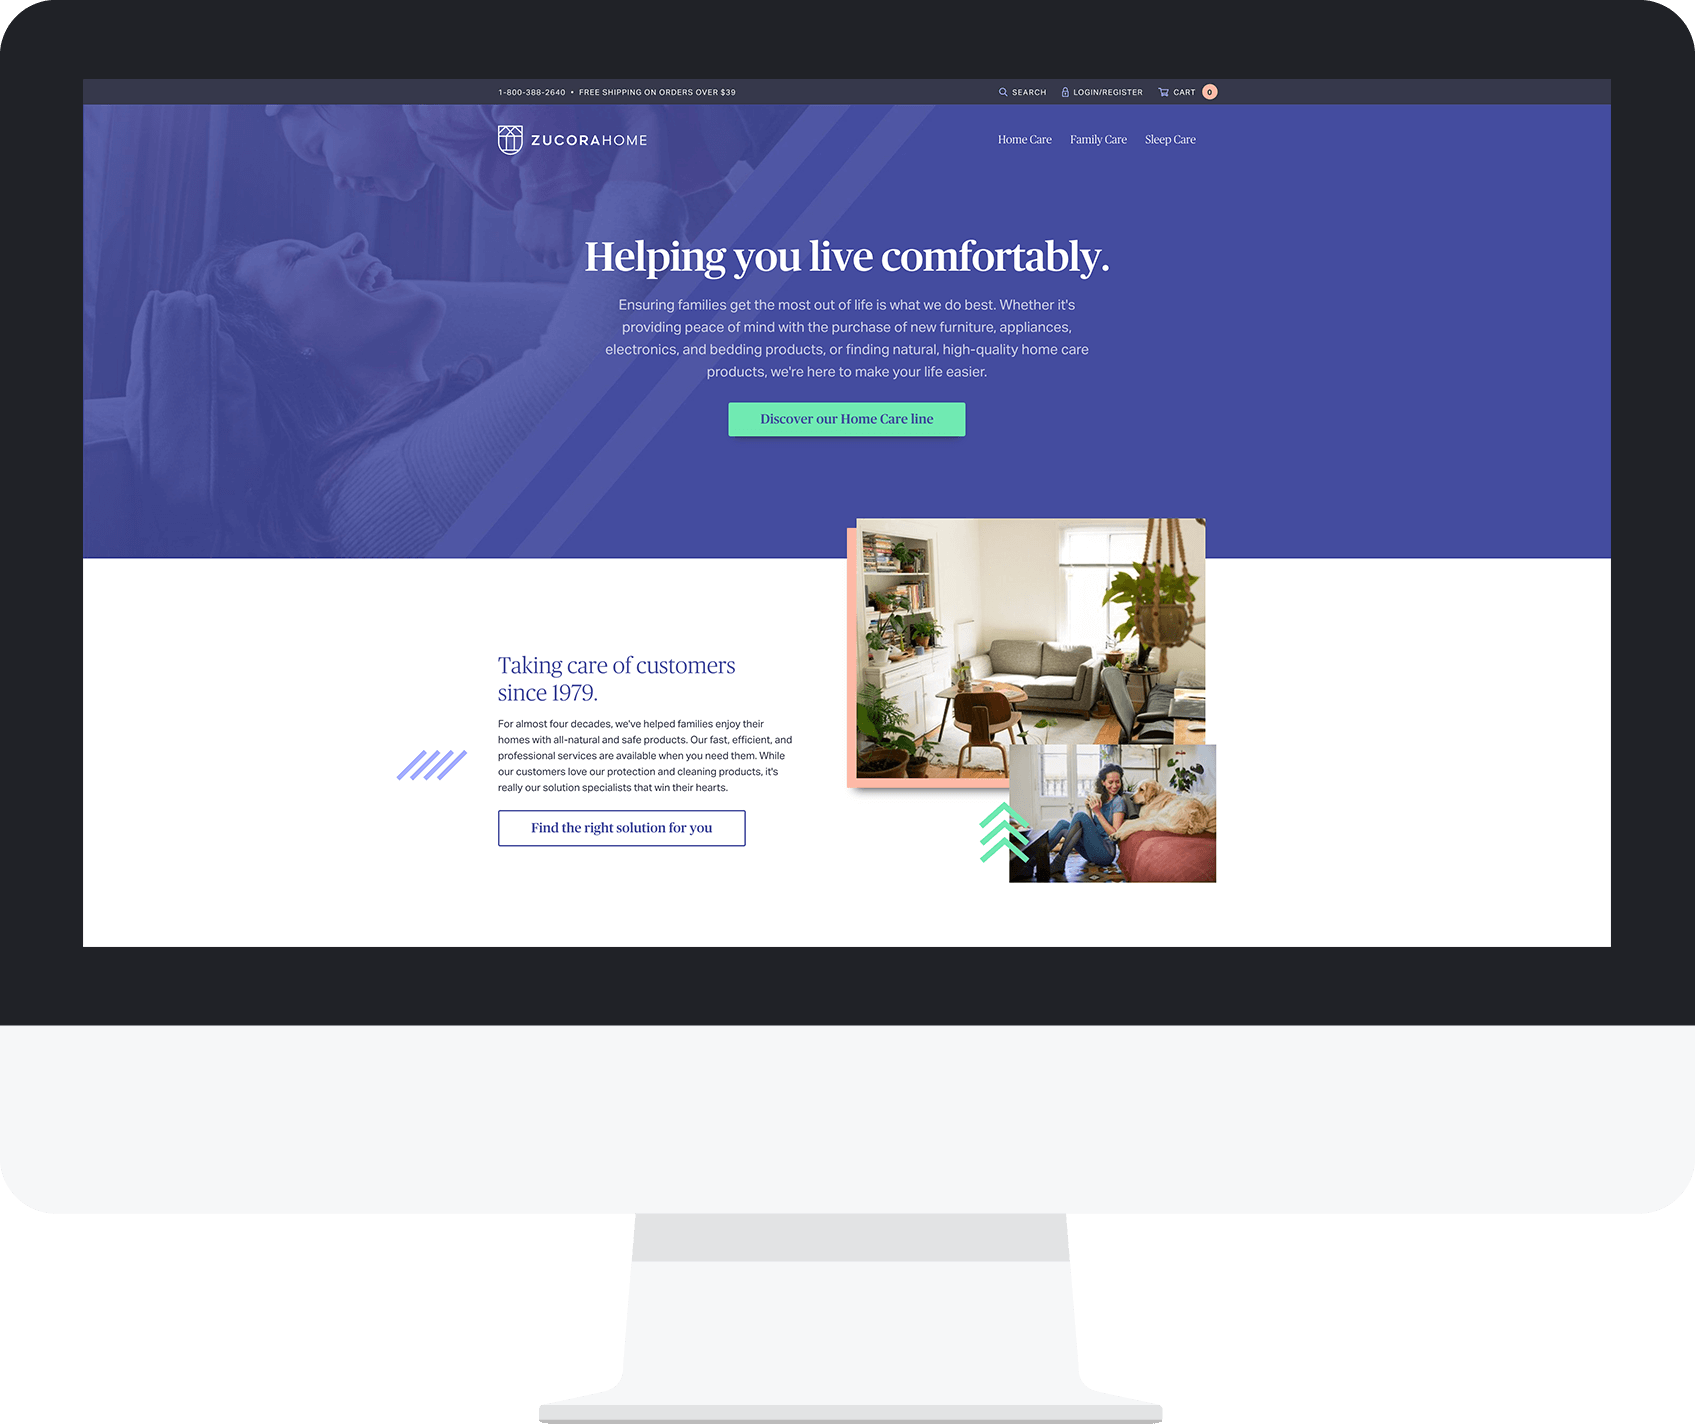 1-800-388-2640 • FREE SHIPPING ON ORDERS OVER $39
SEARCH
LOGIN/REGISTER
CART 0
ZUCORAHOME
Home Care
Family Care
Sleep Care
Helping you live comfortably.
Ensuring families get the most out of life is what we do best. Whether it's
providing peace of mind with the purchase of new furniture, appliances,
electronics, and bedding products, or finding natural, high-quality home care
products, we're here to make your life easier.
Discover our Home Care line
Taking care of customers
since 1979.
For almost four decades, we've helped families enjoy their
homes with all-natural and safe products. Our fast, efficient, and
professional services are available when you need them. While
our customers love our protection and cleaning products, it's
really our solution specialists that win their hearts.
Find the right solution for you